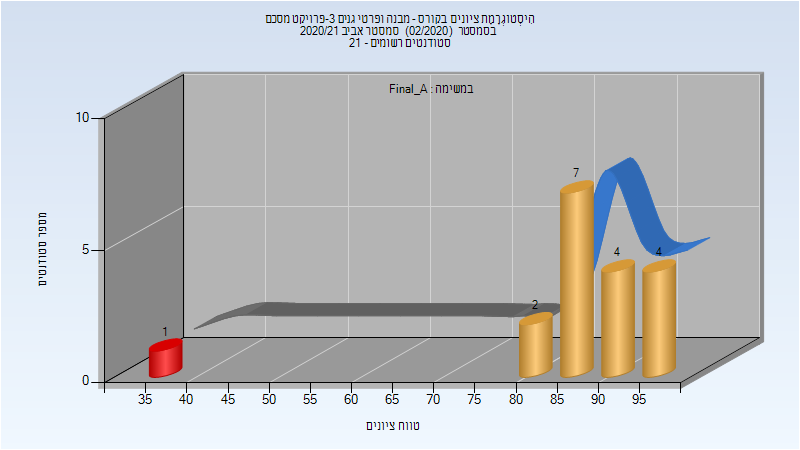 היסטוגרמת ציונים בקורס - מבנה ופרטי גנים 3-פרויקט מסכם
בסמסטר (02/2020) סמסטר אביב 2020/21
סטודנטים רשומים - 21
במשימה : Final_A
10
5
0
מספר סטודנטים
1
2
7
4
4
35 40 45 50 55 60 65 70 75 80 85 90 95
טווח ציונים